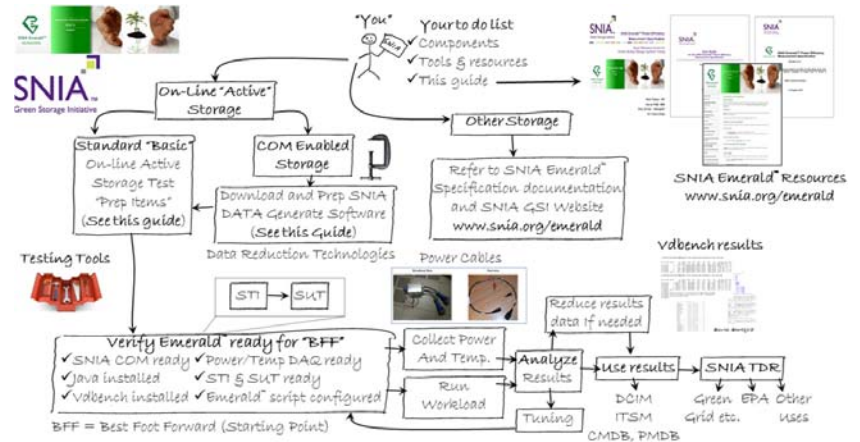 SNIA
Green Storage Initiative
"You"
SNIA
Your to do list
✓ Components
✓ Tools & resources
✓ This guide
SNIA Emerald™ Resources
www.snia.org/emerald
On-Line "Active"
Storage
Standard "Basic"
On-line Active
Storage Test
"Prep Items"
(See this guide)
COM Enabled
Storage
Download and Prep SNIA
DATA Generate Software
(See this Guide)
Data Reduction Technologies
Other Storage
Refer to SNIA Emerald™
Specification documentation
and SNIA GSI Website
www.snia.org/emerald
Testing Tools
STI
SUT
Power Cables
Vdbench results
Verify Emerald™ ready for "BFF"
✓ SNIA COM ready
✓ Java installed
✓ Vdbench installed
✓ Power/Temp DAQ ready
✓ STI & SUT ready
✓ Emerald™ script configured
BFF = Best Foot Forward (Starting Point)
Collect Power
And Temp.
Run
Workload
Analyze
Results
Tuning
Reduce results
data If needed
Use results
DCIM
ITSM
CMDB, PMDB
SNIA TDR
Green
Grid etc.
EPA
Other
uses